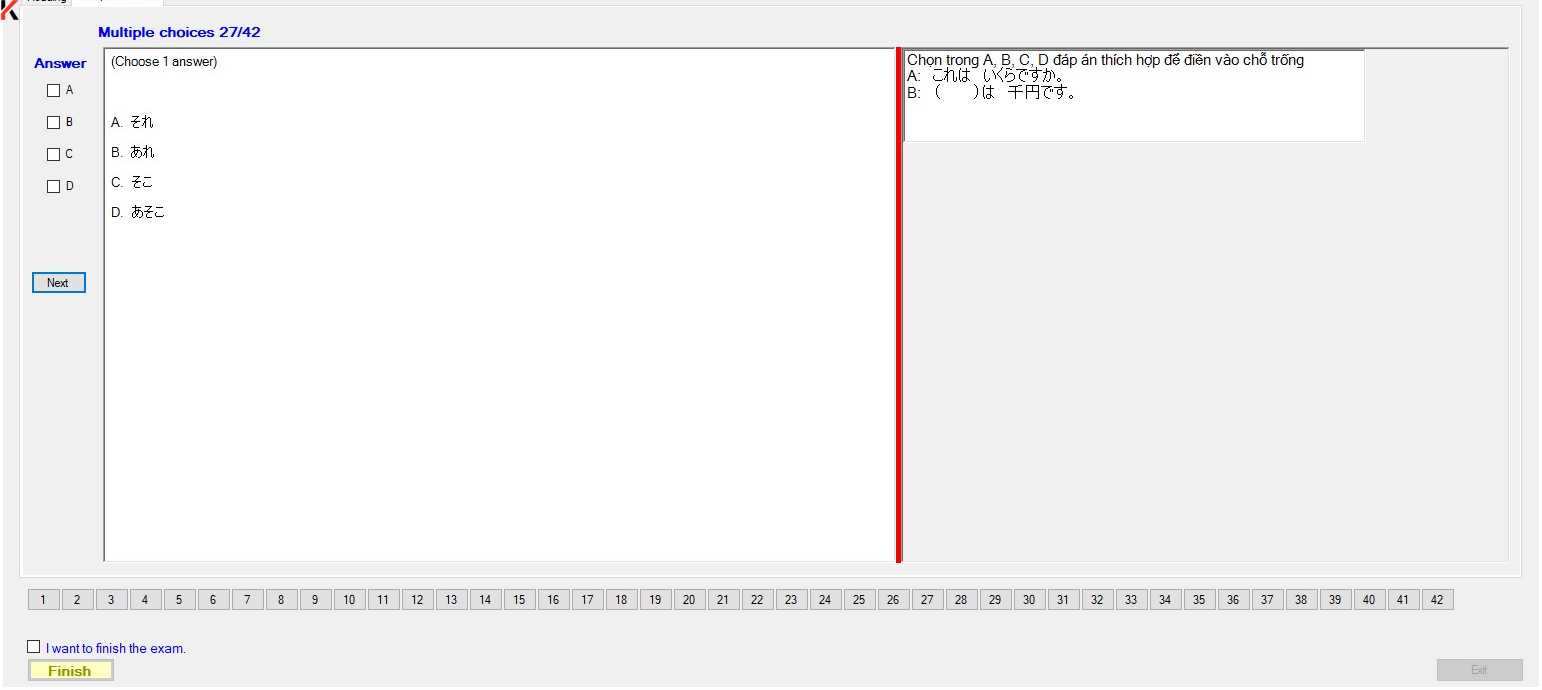 Multiple choices 27/42
Answer
A
B
C
D
Next
(Choose 1 answer)
A. それ
B. あれ
C. そこ
D. あそこ
Chọn trong A, B, C, D đáp án thích hợp để điền vào chỗ trống
A: これは　いくらですか。
B: (　　)は　千円です。
1 2 3 4 5 6 7 8 9 10 11 12 13 14 15 16 17 18 19 20 21 22 23 24 25 26 27 28 29 30 31 32 33 34 35 36 37 38 39 40 41 42
I want to finish the exam.
Finish
Exit